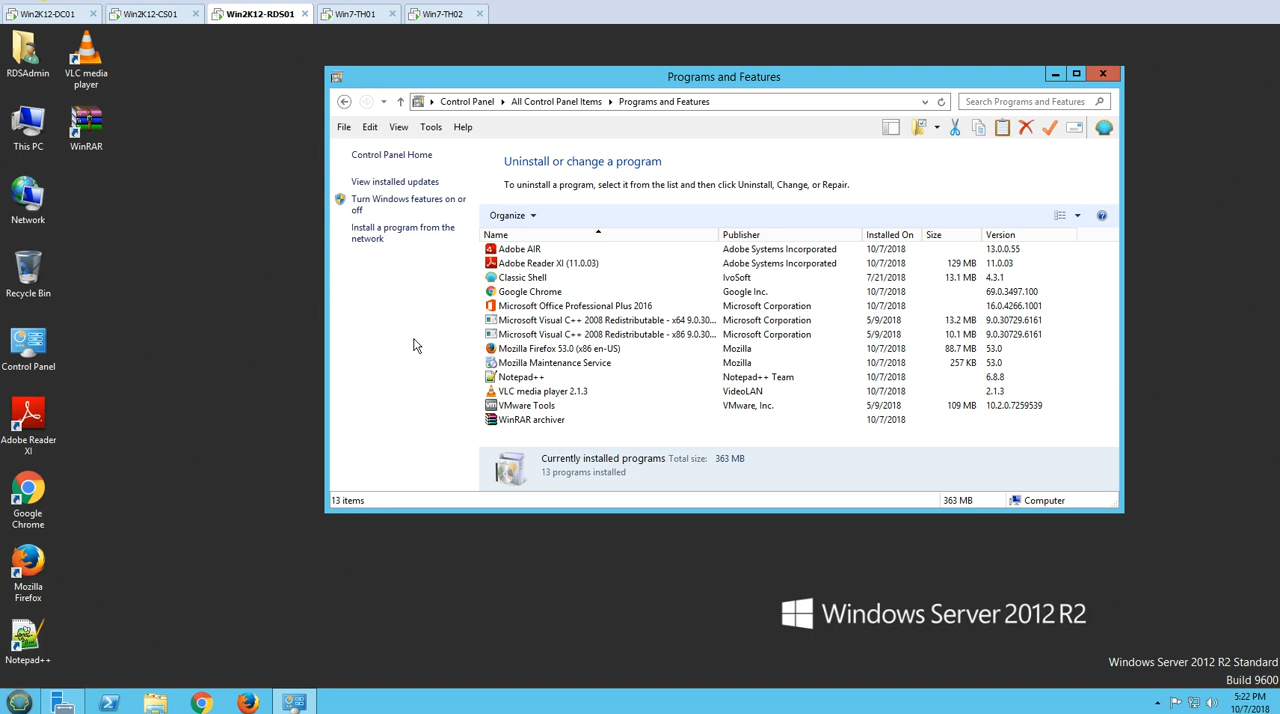 Win2K12-DC01
Win2K12-CS01
Win2K12-RDS01
Win7-TH01
Win7-TH02
RDSAdmin
VLC media
player
This PC
WinRAR
Network
Recycle Bin
Control Panel
Adobe Reader
XI
Google
Chrome
Mozilla
Firefox
Notepad++
Programs and Features
Control Panel
All Control Panel Items
Programs and Features
Search Programs and Features
File Edit View Tools Help
Control Panel Home
View installed updates
Turn Windows features on or
off
Install a program from the
network
Uninstall or change a program
To uninstall a program, select it from the list and then click Uninstall, Change, or Repair.
Organize
Name Publisher Installed On Size Version
Adobe AIR Adobe Systems Incorporated 10/7/2018 13.0.0.55
Adobe Reader XI (11.0.03) Adobe Systems Incorporated 10/7/2018 129 MB 11.0.03
Classic Shell IvoSoft 7/21/2018 13.1 MB 4.3.1
Google Chrome Google Inc. 10/7/2018 69.0.3497.100
Microsoft Office Professional Plus 2016 Microsoft Corporation 10/7/2018 16.0.4266.1001
Microsoft Visual C++ 2008 Redistributable - x64 9.0.30... Microsoft Corporation 5/9/2018 13.2 MB 9.0.30729.6161
Microsoft Visual C++ 2008 Redistributable - x86 9.0.30... Microsoft Corporation 5/9/2018 10.1 MB 9.0.30729.6161
Mozilla Firefox 53.0 (x86 en-US) Mozilla 10/7/2018 88.7 MB 53.0
Mozilla Maintenance Service Mozilla 10/7/2018 257 KB 53.0
Notepad++ Notepad++ Team 10/7/2018 6.8.8
VLC media player 2.1.3 VideoLAN 10/7/2018 2.1.3
VMware Tools VMware, Inc. 5/9/2018 109 MB 10.2.0.7259539
WinRAR archiver 10/7/2018
Currently installed programs Total size: 363 MB
13 programs installed
13 items 363 MB Computer
Windows Server 2012 R2
Windows Server 2012 R2 Standard
Build 9600
5:22 PM
10/7/2018